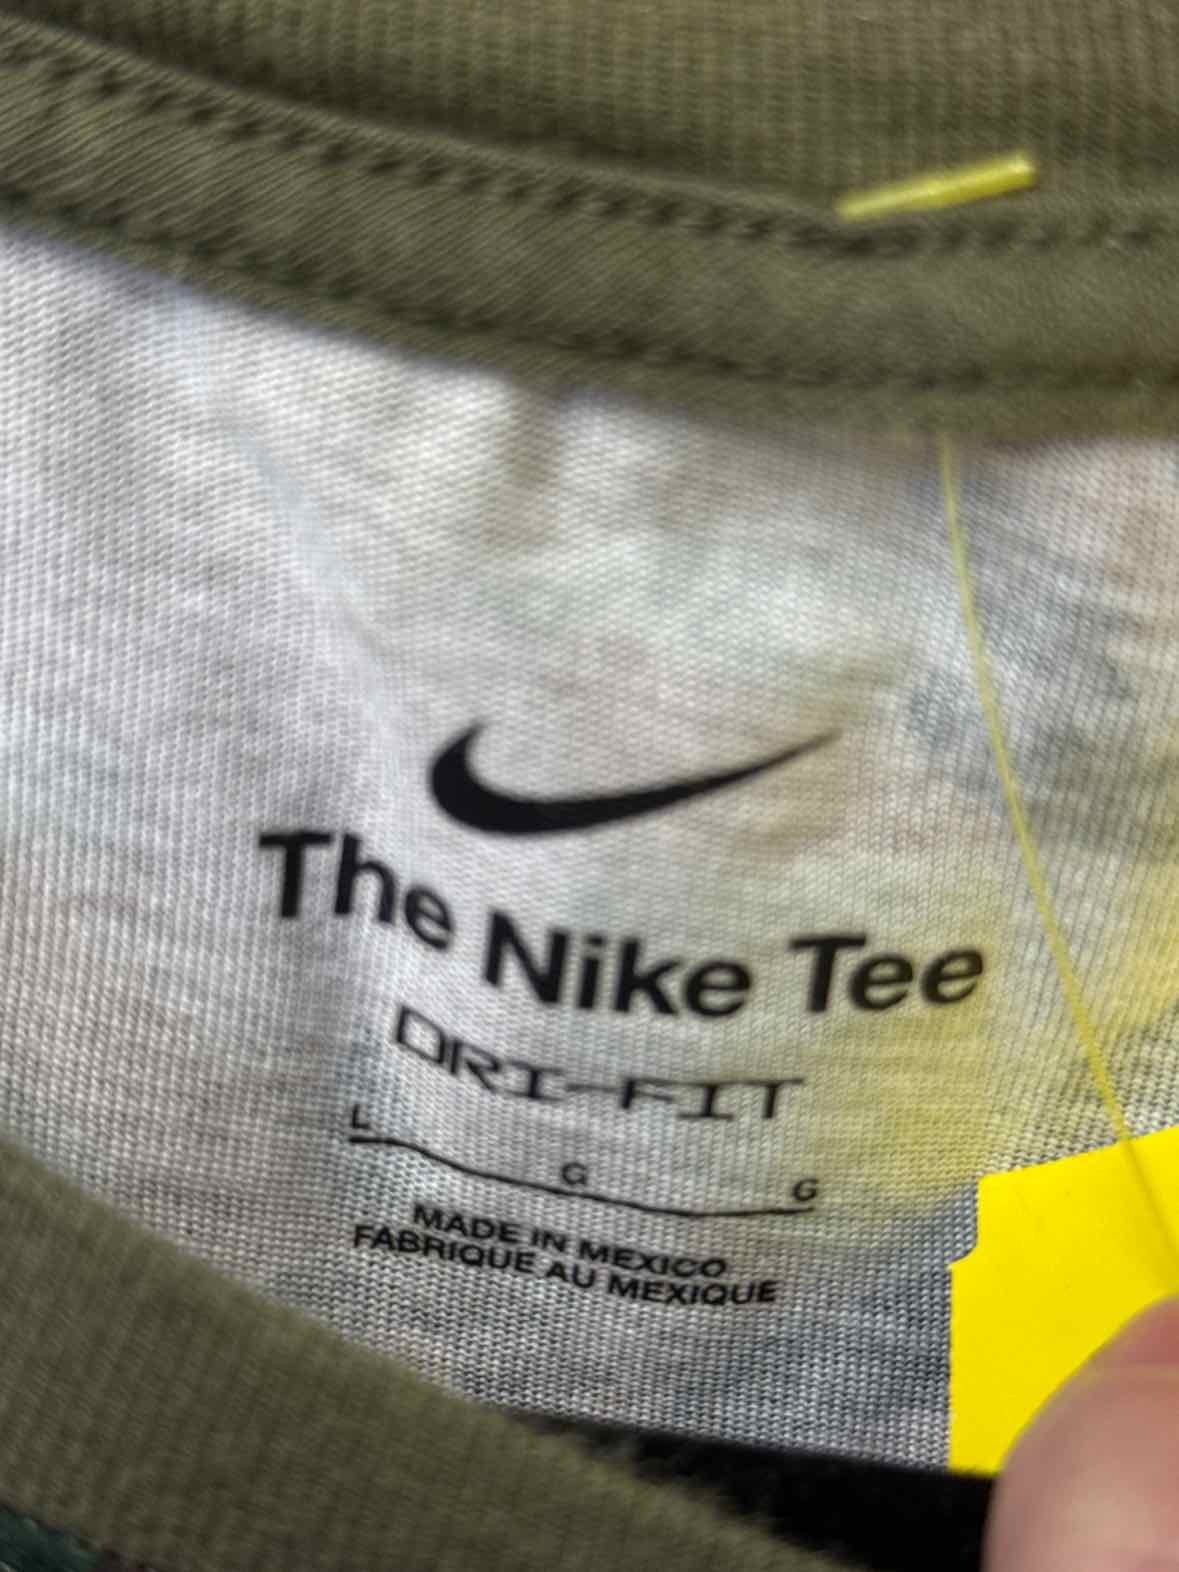 The Nike Tee
DRI-FIT
L G G
MADE IN MEXICO
FABRIQUE AU MEXIQUE